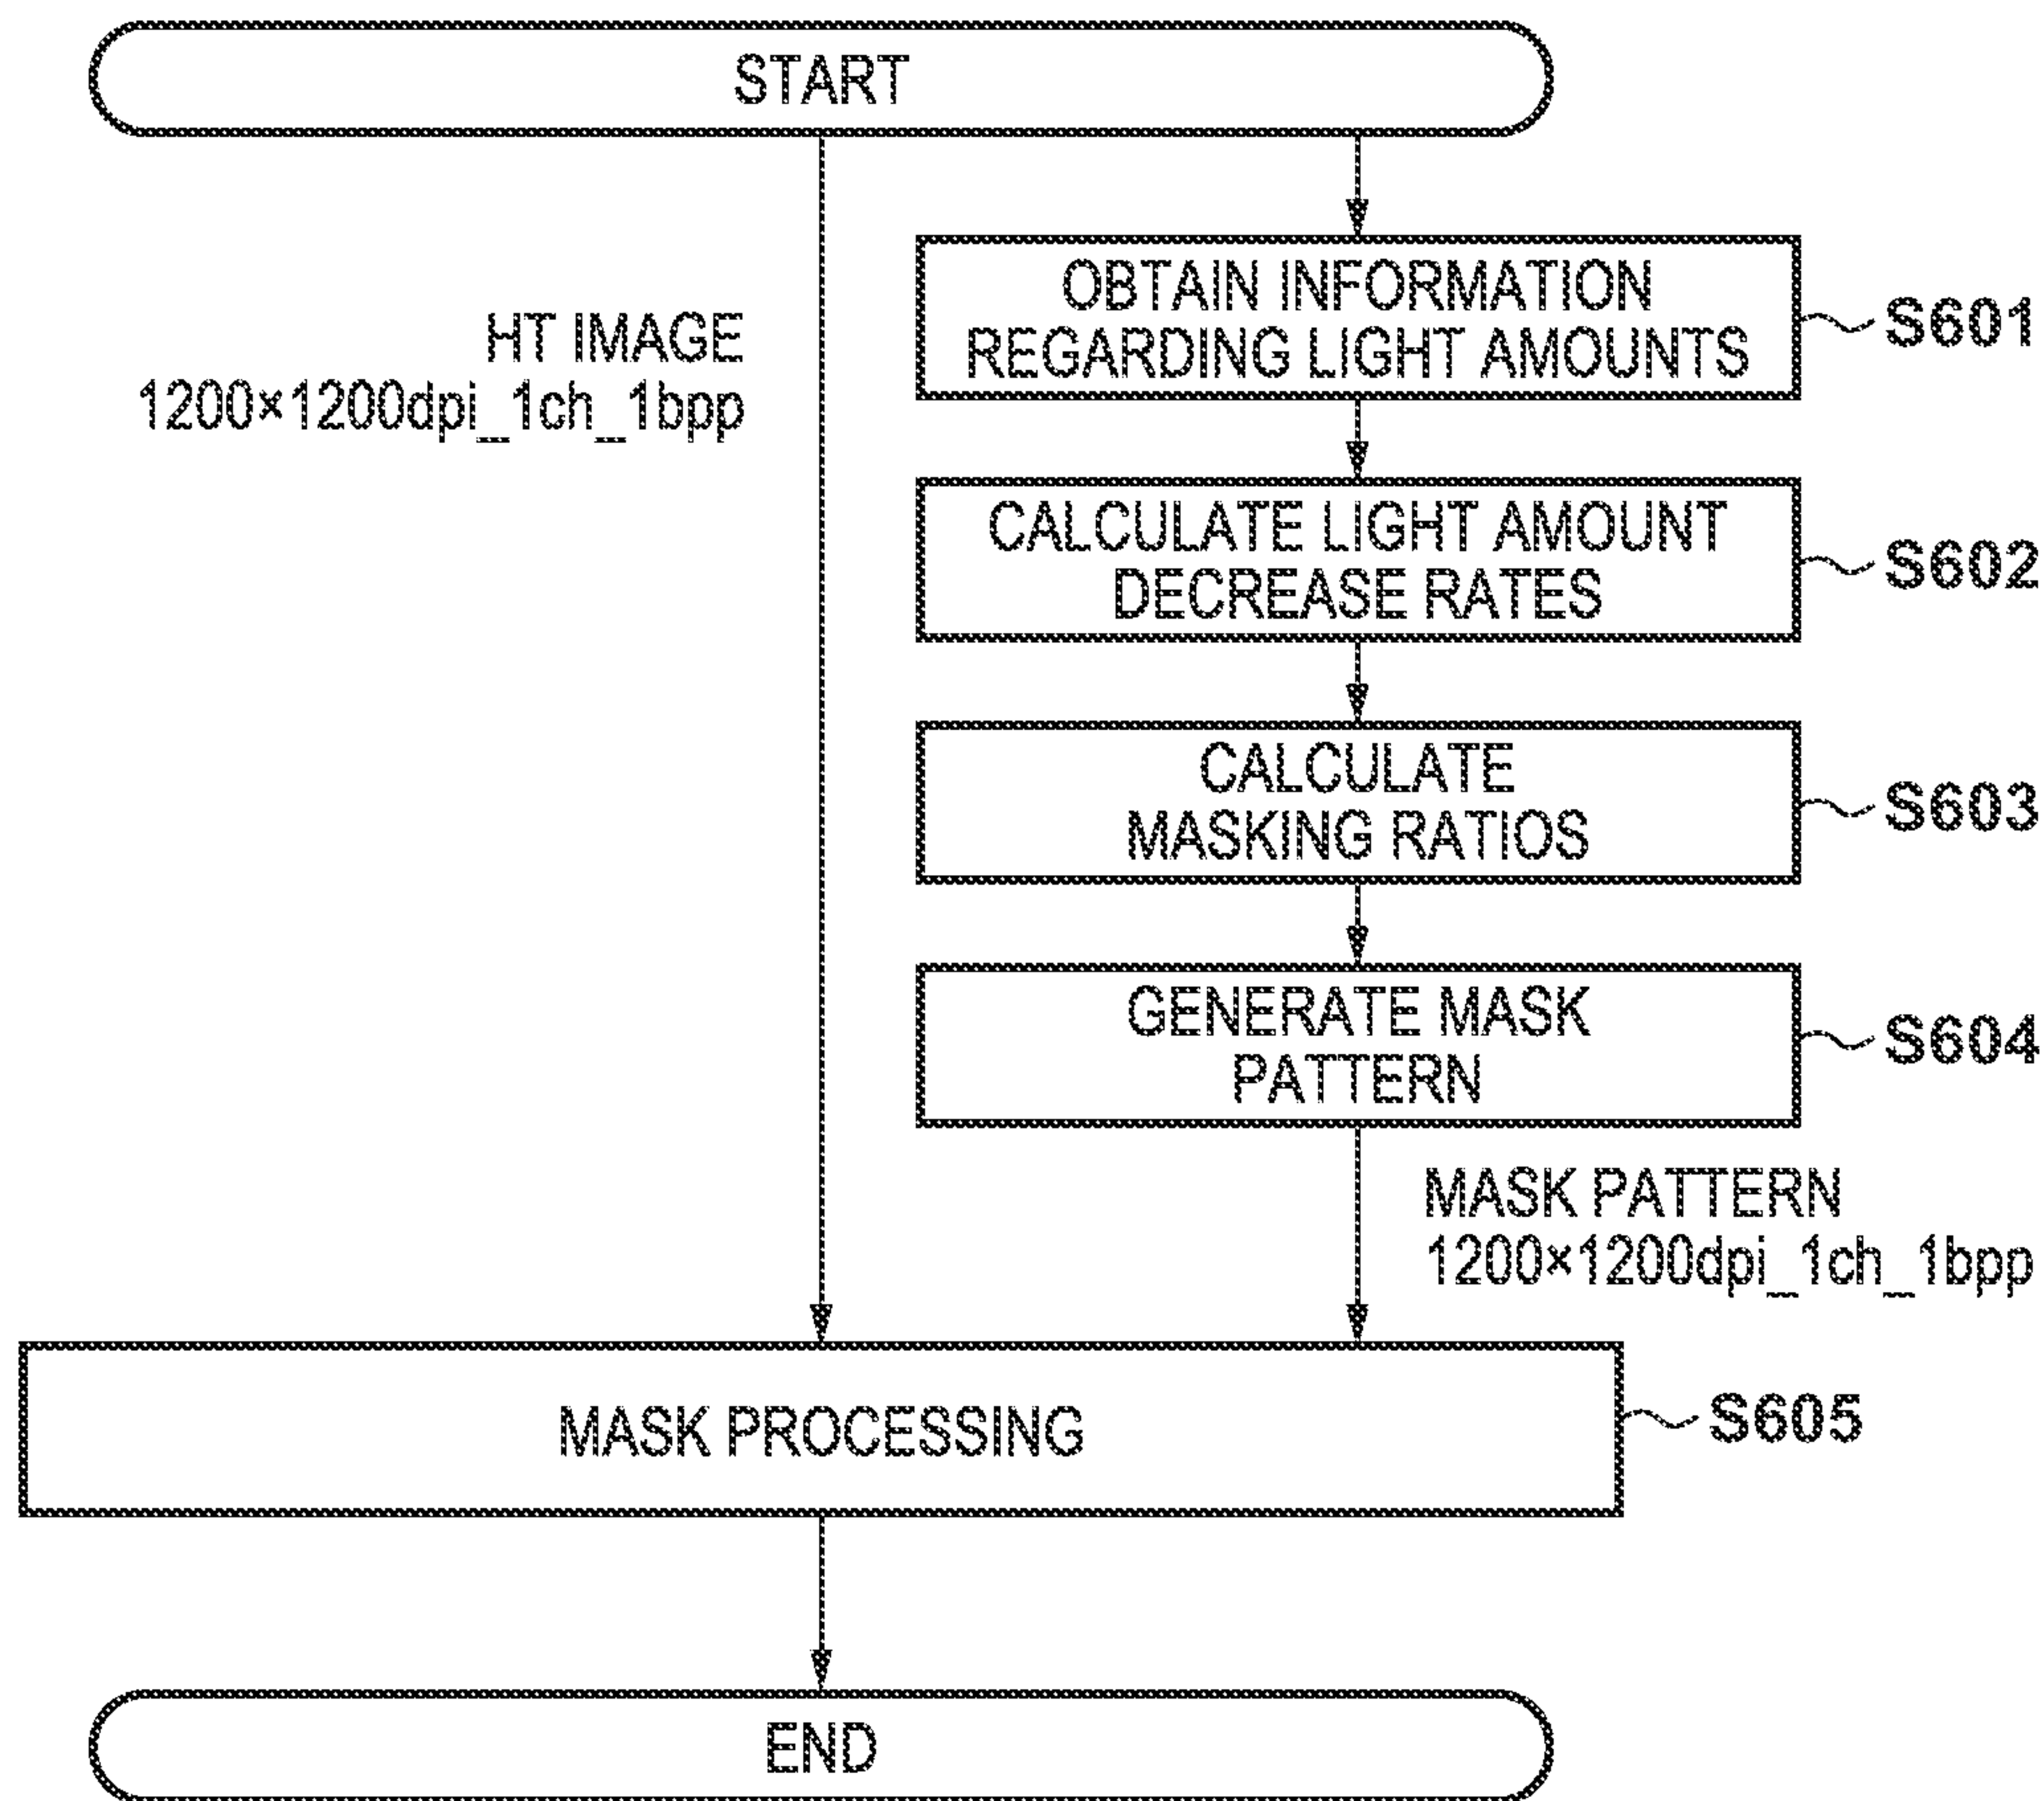 START
OBTAIN INFORMATION
REGARDING LIGHT AMOUNTS
S601
HT IMAGE
1200×1200dpi_1ch_1bpp
CALCULATE LIGHT AMOUNT
DECREASE RATES
S602
CALCULATE
MASKING RATIOS
S603
GENERATE MASK
PATTERN
S604
MASK PATTERN
1200×1200dpi_1ch_1bpp
MASK PROCESSING
S605
END